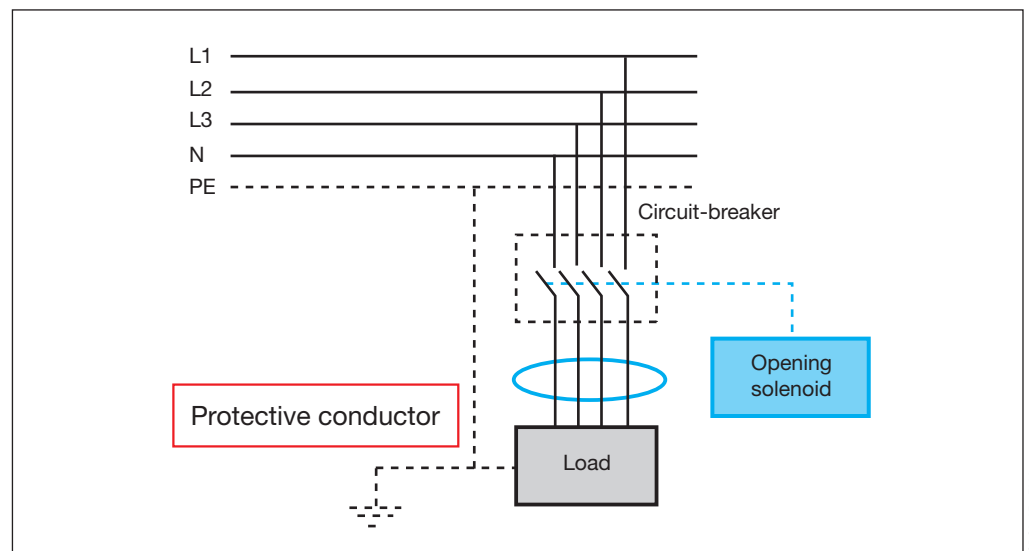 L1
L2
L3
N
PE
Circuit-breaker
Opening
solenoid
Protective conductor
Load